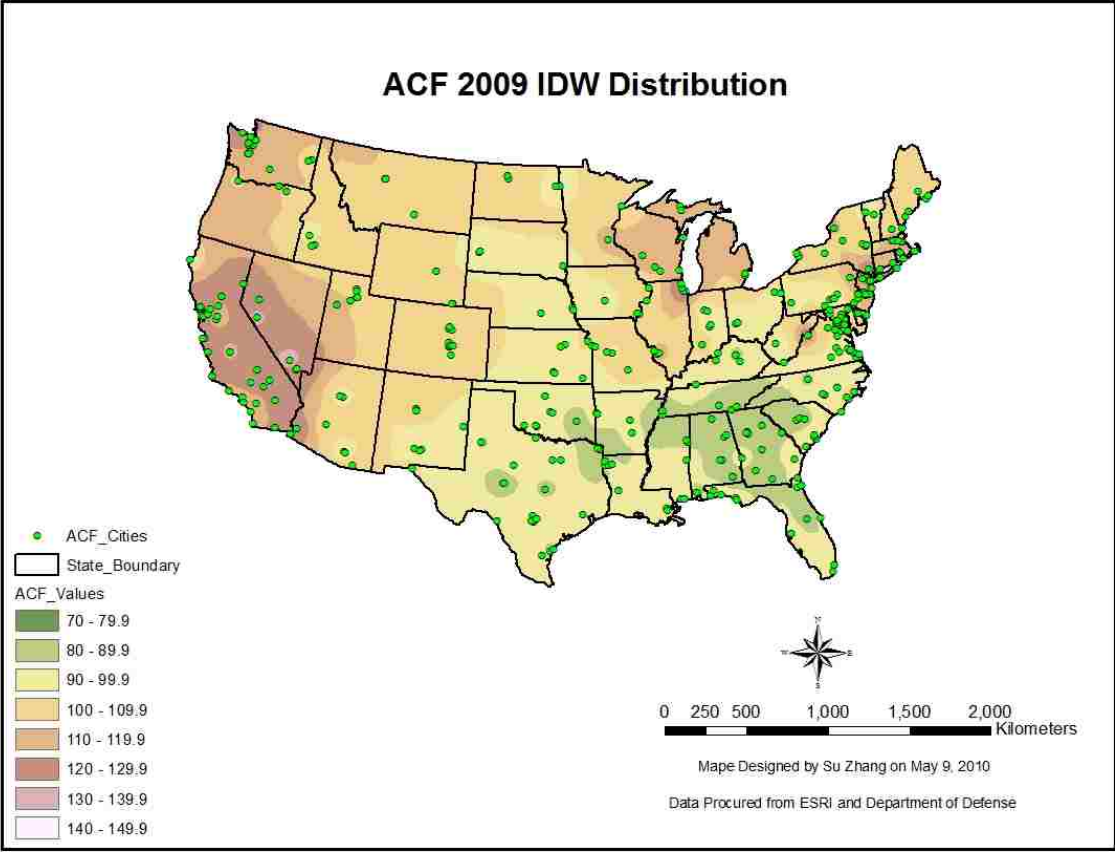 ACF 2009 IDW Distribution
ACF_Cities
State_Boundary
ACF_Values
70 - 79.9
80 - 89.9
90 - 99.9
100 - 109.9
110 - 119.9
120 - 129.9
130 - 139.9
140 - 149.9
N
W E
S
0 250 500 1,000 1,500 2,000
Kilometers
Mape Designed by Su Zhang on May 9, 2010
Data Procured from ESRI and Department of Defense